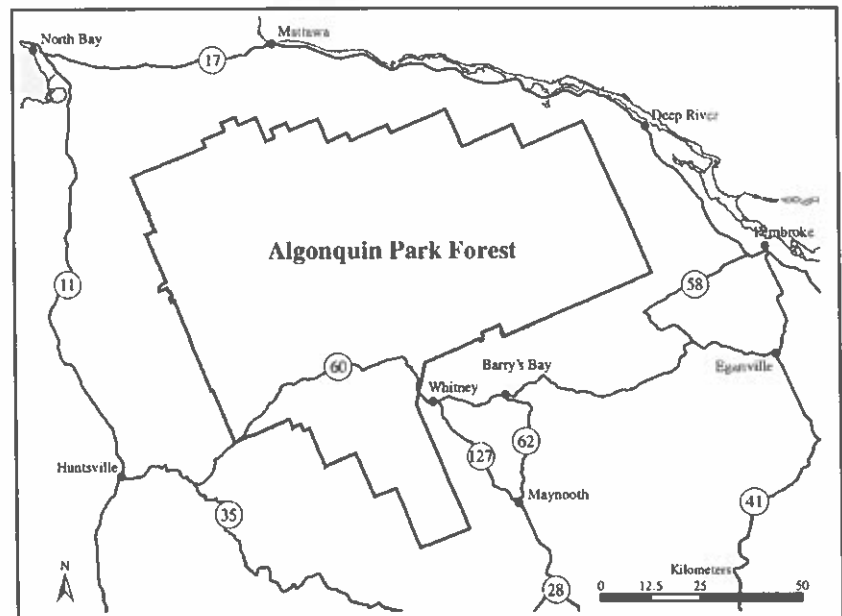 North Bay
Mattawa
17
Deep River
Pembroke
Algonquin Park Forest
11
58
60
Barry's Bay
Eganville
Whitney
Huntsville
127
62
35
Maynooth
41
N
Kilometers
28
0 12.5 25 50